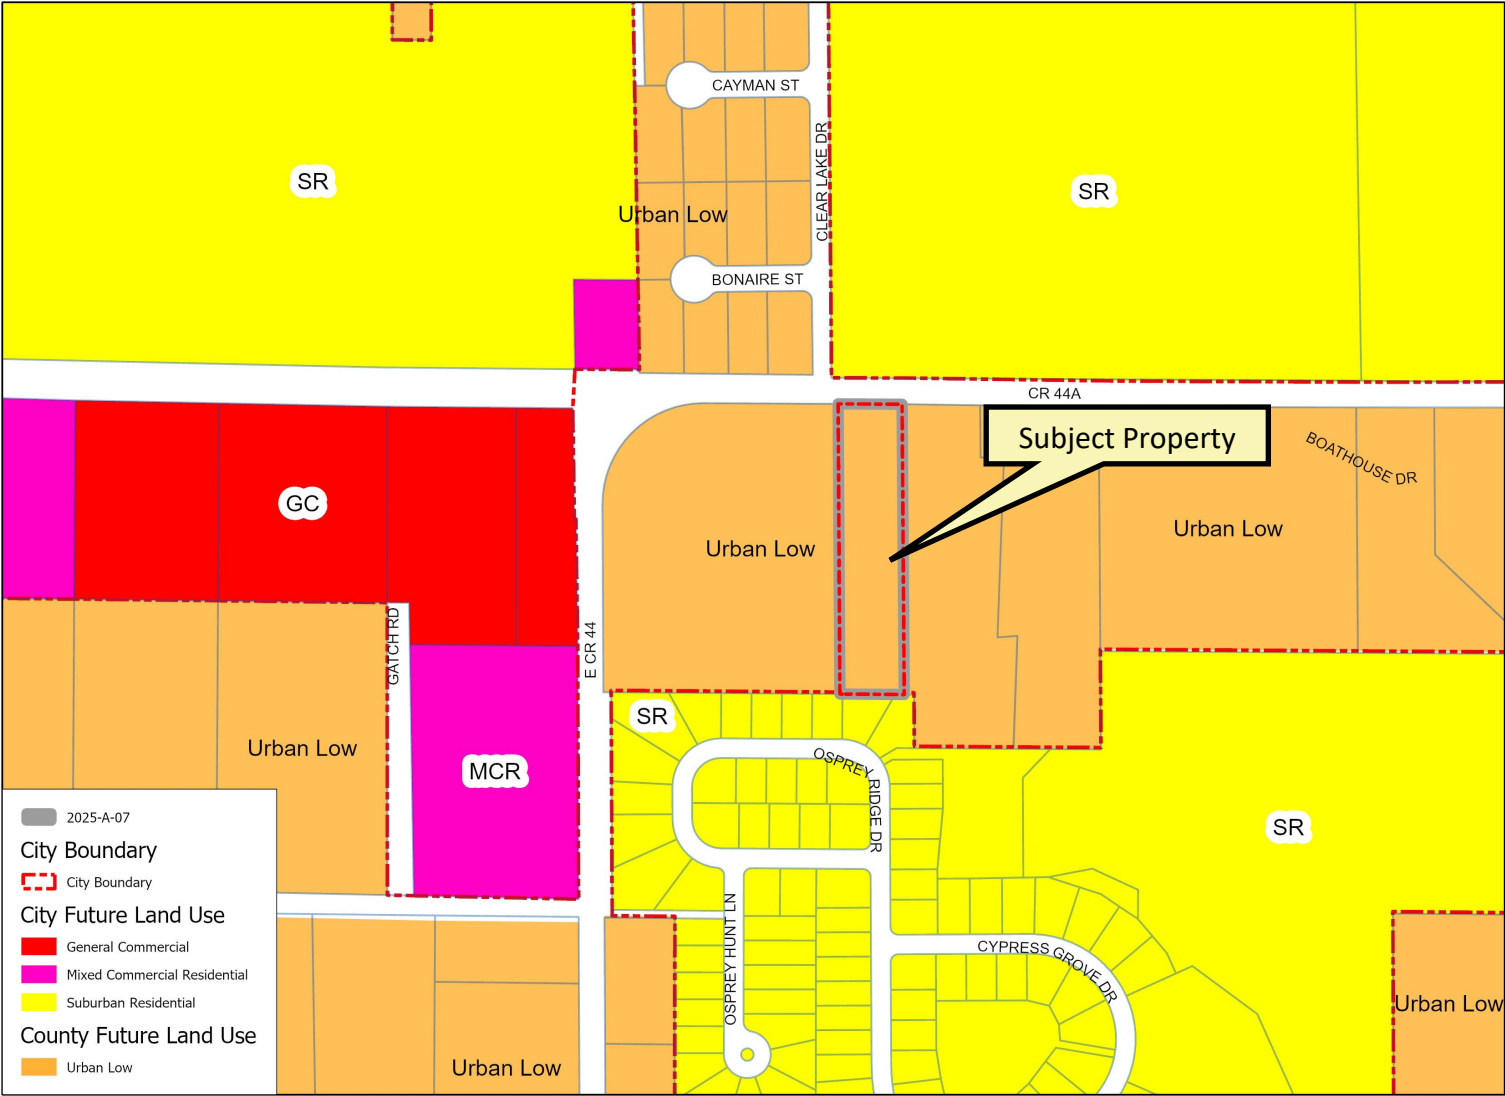 CAYMAN ST
CLEAR LAKE DR
SR
SR
Urban Low
BONAIRE ST
CR 44A
Subject Property
BOATHOUSE DR
GC
Urban Low
Urban Low
GATCH RD
E CR 44
SR
Urban Low
MCR
OSPREY RIDGE DR
SR
OSPREY HUNT LN
CYPRESS GROVE DR
Urban Low
Urban Low
2025-A-07
City Boundary
City Boundary
City Future Land Use
General Commercial
Mixed Commercial Residential
Suburban Residential
County Future Land Use
Urban Low